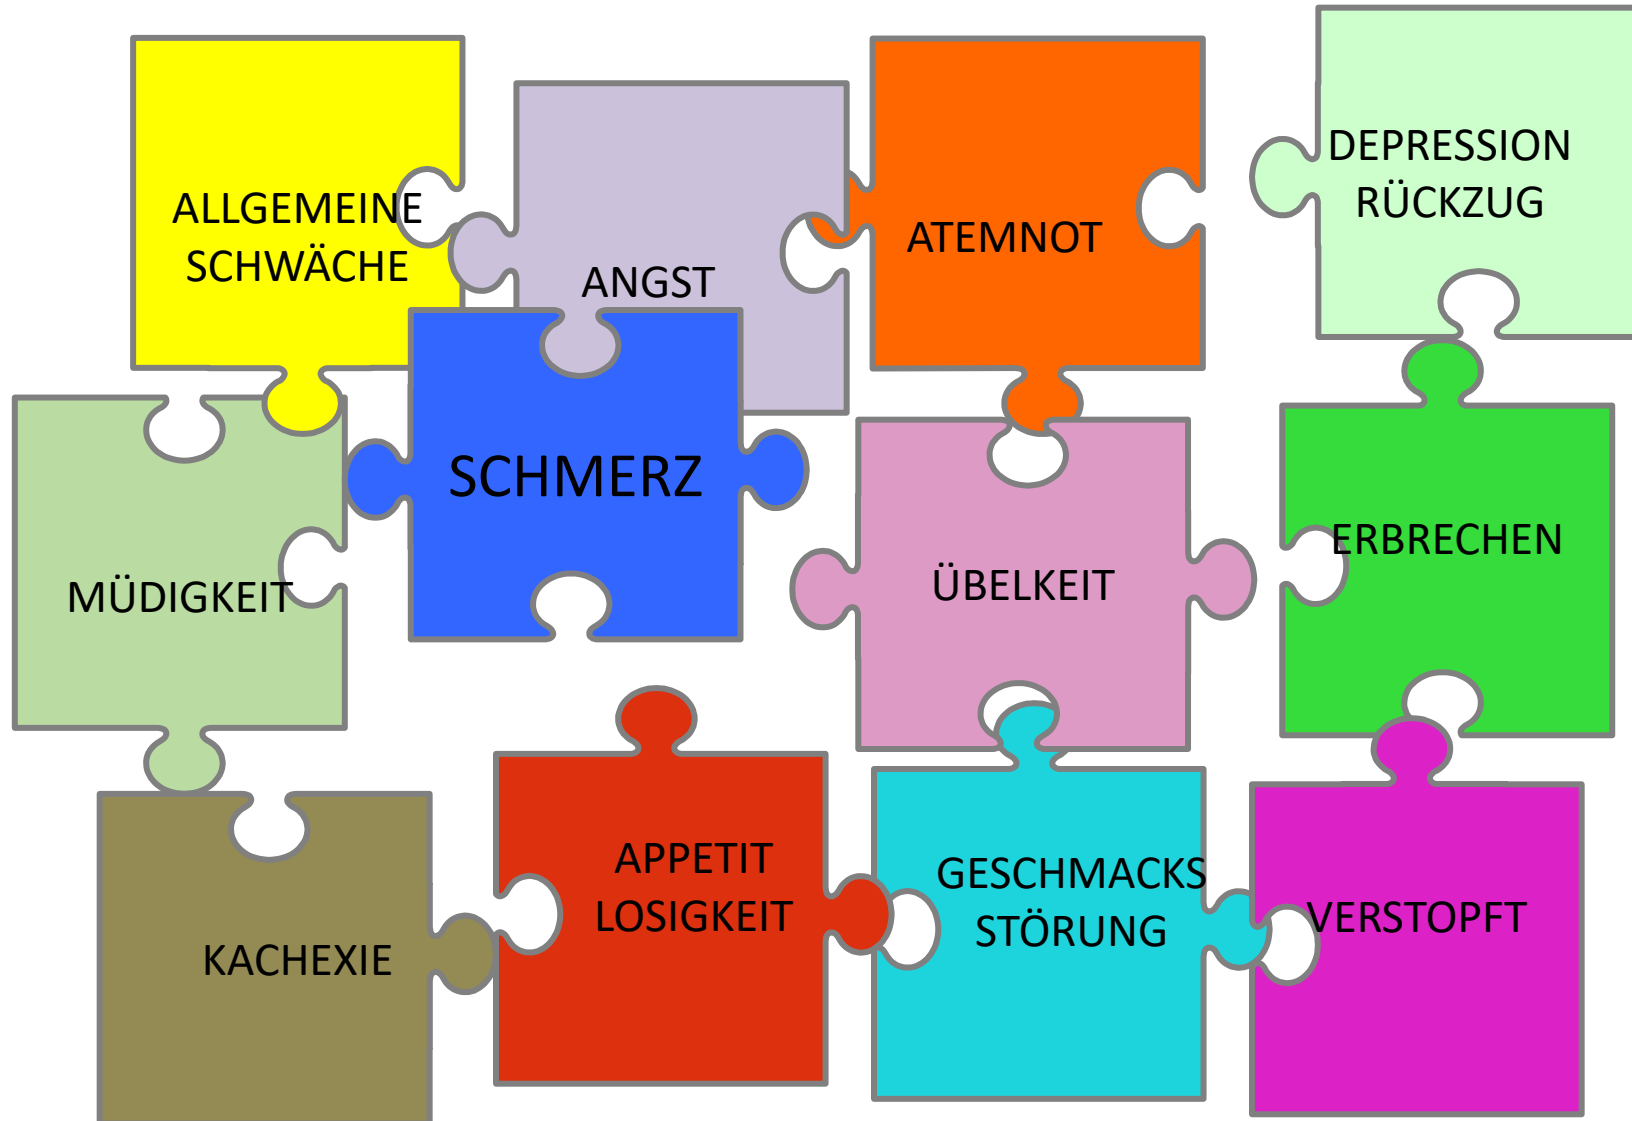 ALLGEMEINE
SCHWÄCHE
ANGST
ATEMNOT
DEPRESSION
RÜCKZUG
MÜDIGKEIT
SCHMERZ
ÜBELKEIT
ERBRECHEN
KACHEXIE
APPETIT
LOSIGKEIT
GESCHMACKS
STÖRUNG
VERSTOPFT